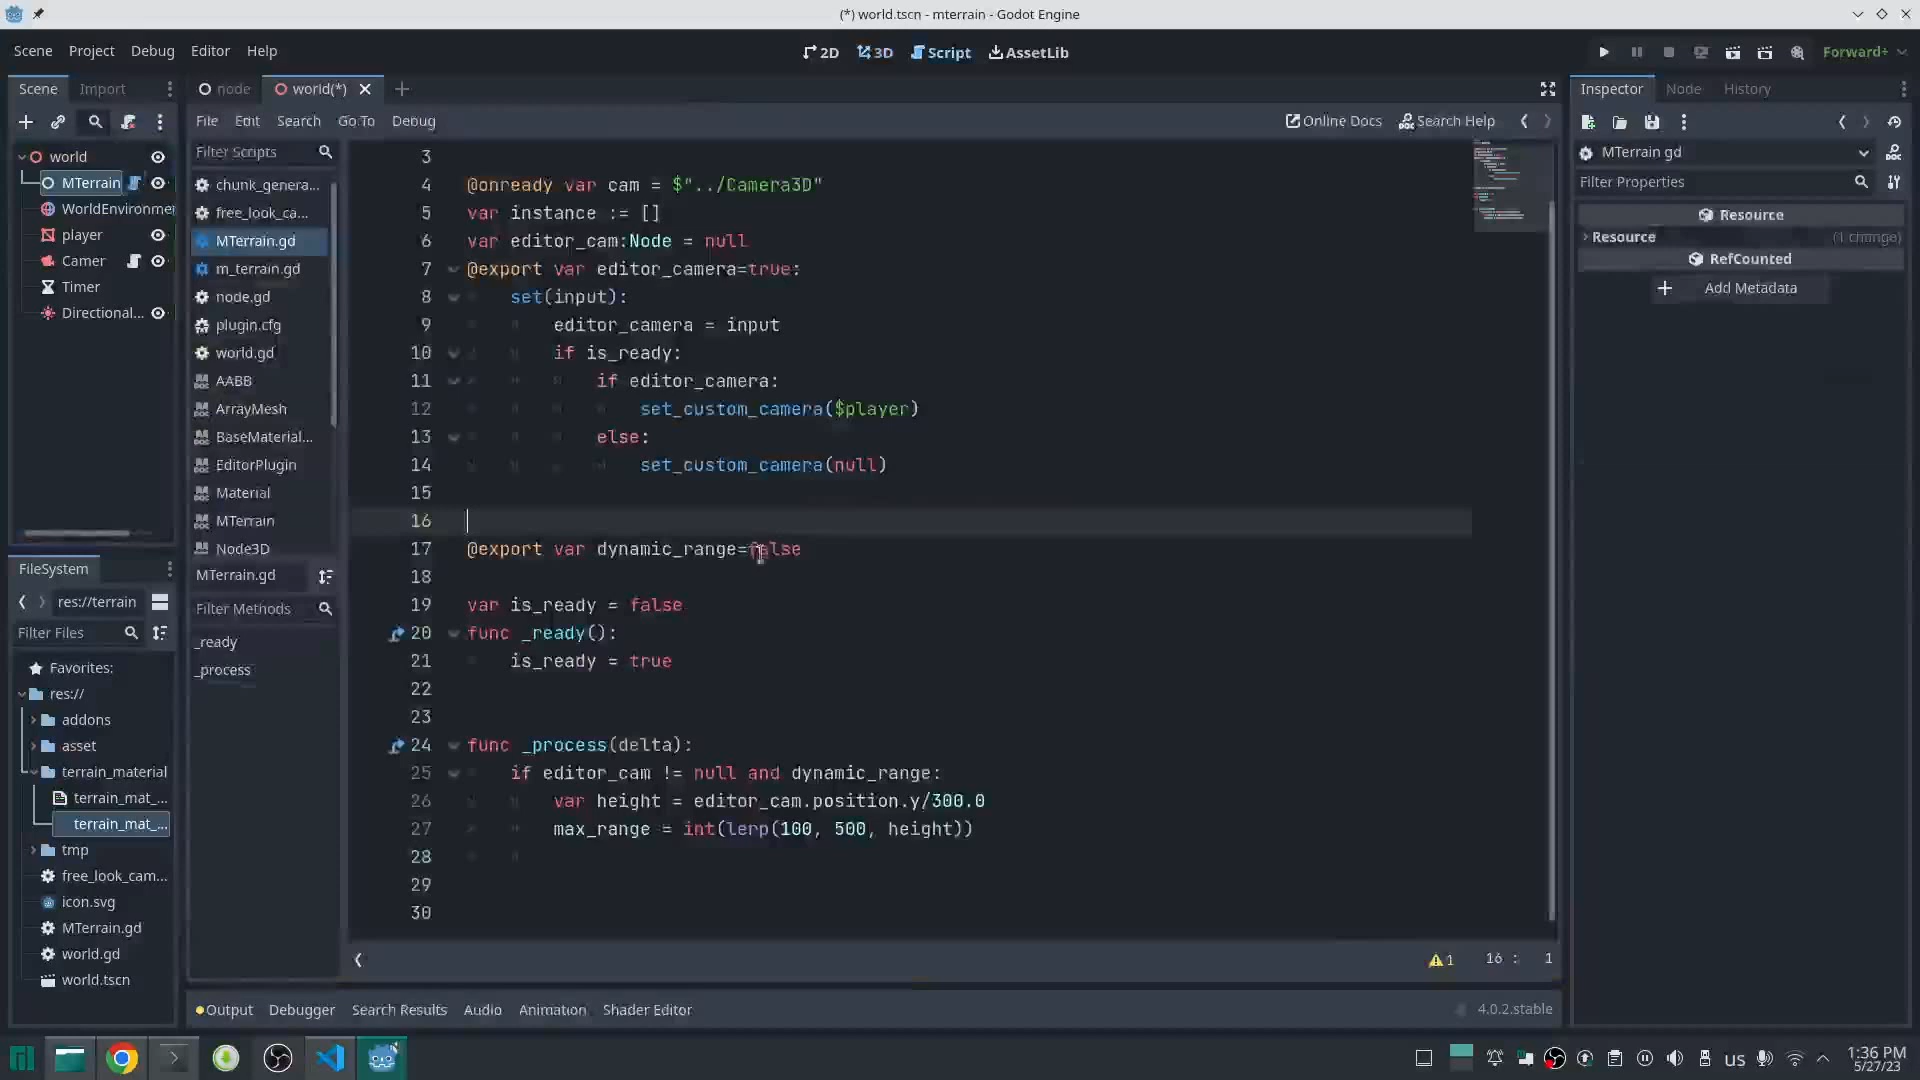 (*) world.tscn - mterrain - Godot Engine
Scene Project Debug Editor Help
2D 3D Script AssetLib
Forward+
Scene Import
node world(*)
Inspector Node History
File Edit Search Go To Debug
Online Docs Search Help
world
MTerrain
WorldEnvironme
player
Camer
Timer
Directional...
Filter Scripts
chunk_genera...
free_look_ca...
MTerrain.gd
m_terrain.gd
node.gd
plugin.cfg
world.gd
AABB
ArrayMesh
BaseMaterial...
EditorPlugin
Material
MTerrain
Node3D
MTerrain.gd
Filter Methods
_ready
_process
3
4 @onready var cam = $"../Camera3D"
5 var instance := []
6 var editor_cam:Node = null
7 @export var editor_camera=true:
8 set(input):
9 editor_camera = input
10 if is_ready:
11 if editor_camera:
12 set_custom_camera($player)
13 else:
14 set_custom_camera(null)
15
16
17 @export var dynamic_range=false
18
19 var is_ready = false
20 func _ready():
21 is_ready = true
22
23
24 func _process(delta):
25 if editor_cam != null and dynamic_range:
26 var height = editor_cam.position.y/300.0
27 max_range = int(lerp(100, 500, height))
28
29
30
1 16 : 1
MTerrain gd
Filter Properties
Resource
Resource (1 change)
RefCounted
Add Metadata
FileSystem
res://terrain
Filter Files
Favorites:
res://
addons
asset
terrain_material
terrain_mat_...
terrain_mat_...
tmp
free_look_cam...
icon.svg
MTerrain.gd
world.gd
world.tscn
Output Debugger Search Results Audio Animation Shader Editor
4.0.2.stable
us
1:36 PM
5/27/23